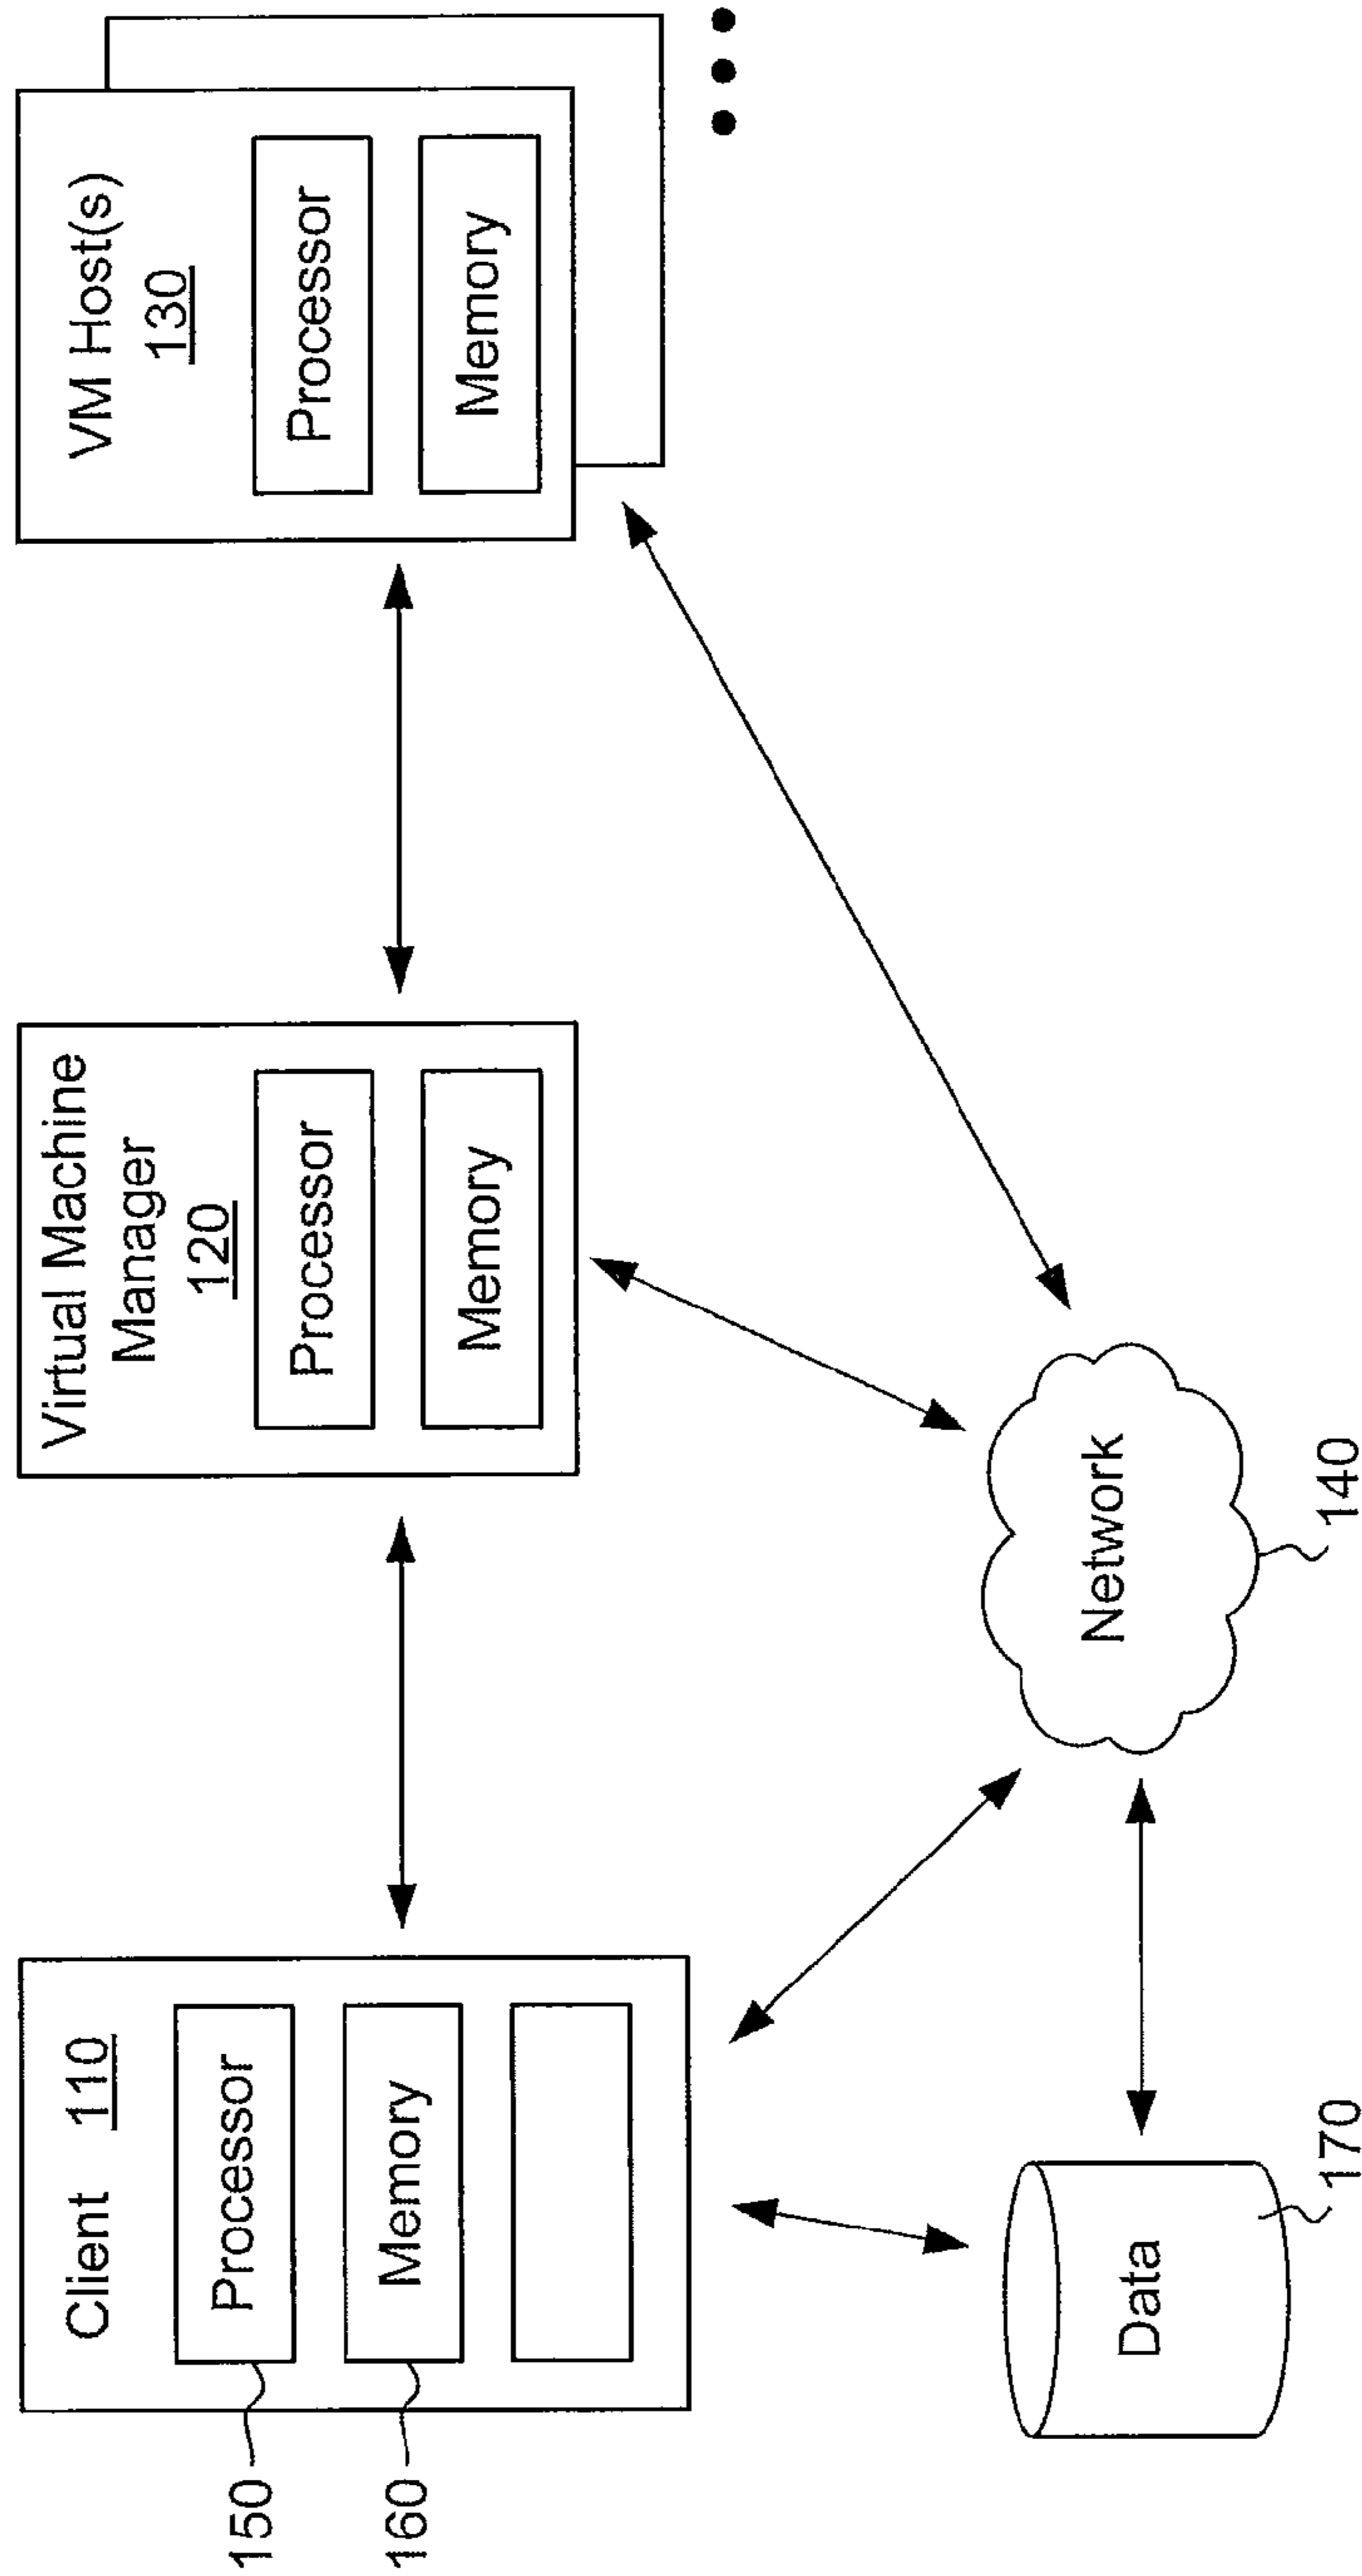 Client 110
Processor
150
Memory
160
Virtual Machine
Manager
120
Processor
Memory
VM Host(s)
130
Processor
Memory
Data
170
Network
140